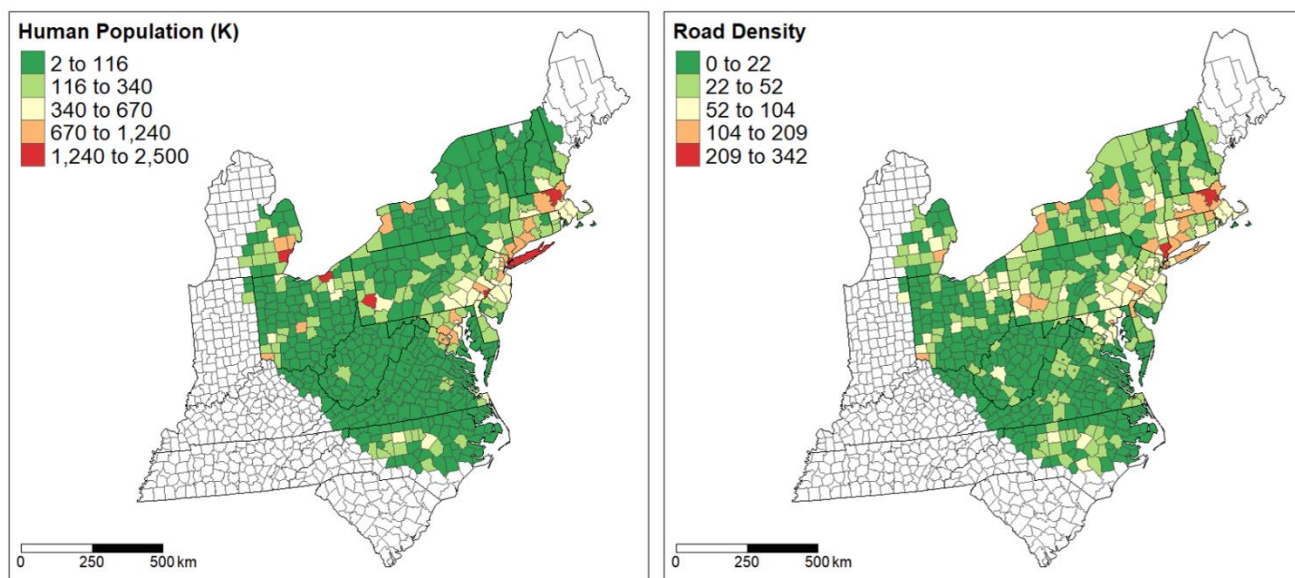 Human Population (K)
2 to 116
116 to 340
340 to 670
670 to 1,240
1,240 to 2,500
0 250 500 km
Road Density
0 to 22
22 to 52
52 to 104
104 to 209
209 to 342
0 250 500 km